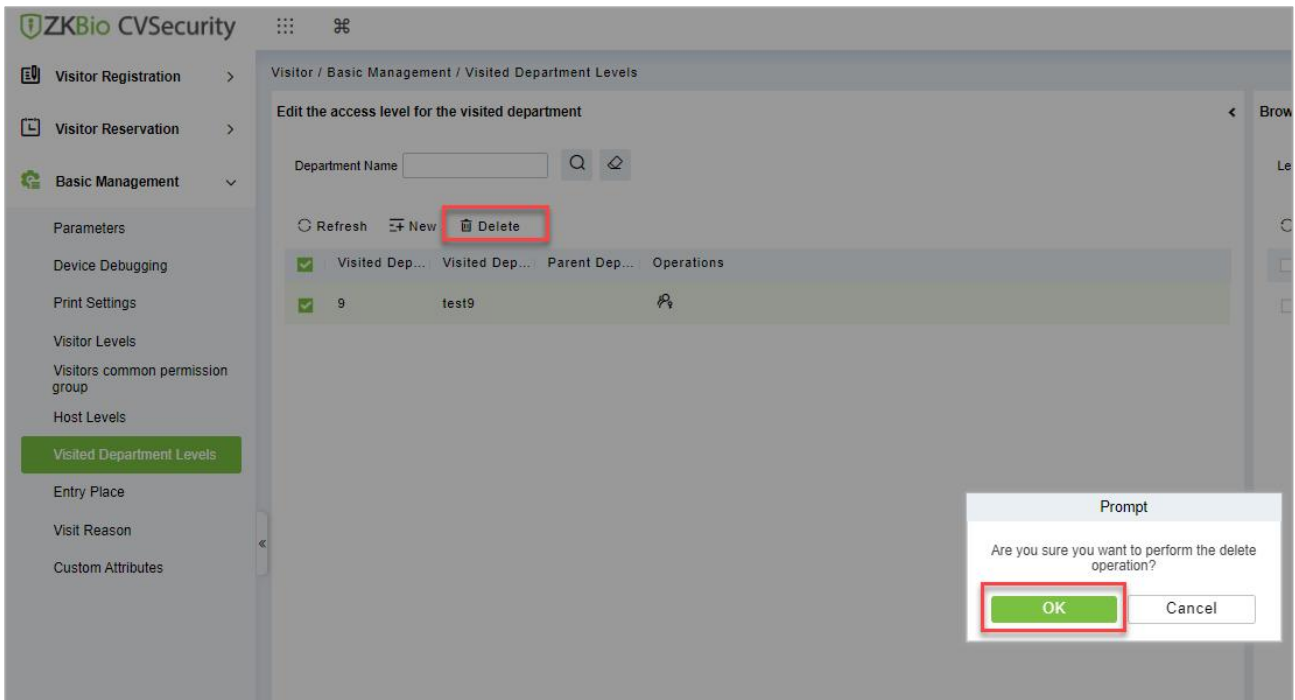 ZKBio CVSecurity
Visitor Registration
Visitor Reservation
Basic Management
Parameters
Device Debugging
Print Settings
Visitor Levels
Visitors common permission
group
Host Levels
Visited Department Levels
Entry Place
Visit Reason
Custom Attributes
Visitor / Basic Management / Visited Department Levels
Edit the access level for the visited department
Department Name
Refresh New Delete
Visited Dep... Visited Dep... Parent Dep... Operations
9 test9
Brow
Le
Prompt
Are you sure you want to perform the delete
operation?
OK Cancel